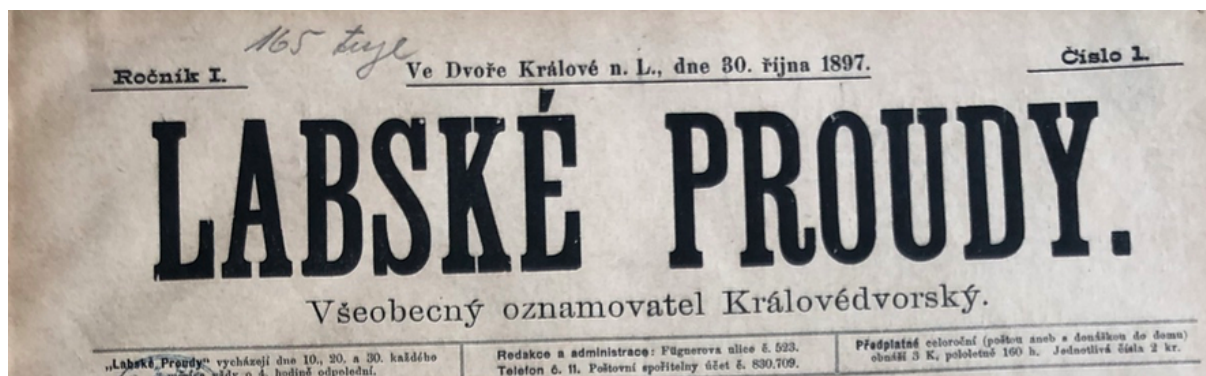 165 tuje
Ročník I.
Ve Dvoře Králové n. L., dne 30. října 1897.
Číslo 1.
LABSKÉ PROUDY.
Všeobecný oznamovatel Královédvorský.
„Labské Proudy“ vycházejí dne 10., 20. a 30. každého
o 4. hodině odpolední.
Redakce a administrace: Fügnerova ulice č. 523.
Telefon č. 11. Poštovní spořitelny účet č. 830.709.
Předplatné celoroční (poštou aneb s donáškou do domu)
obnáší 3 K, pololetně 160 h. Jednotlivá čísla 2 kr.